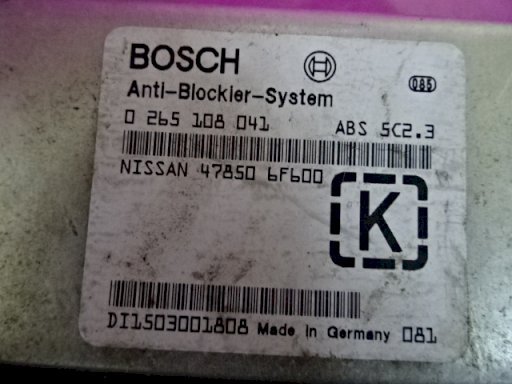 BOSCH
085
Anti-Blockier-System
0 265 108 041 ABS SC2.3
NISSAN 47850 6F600
K
DI1503001808 Made in Germany 081